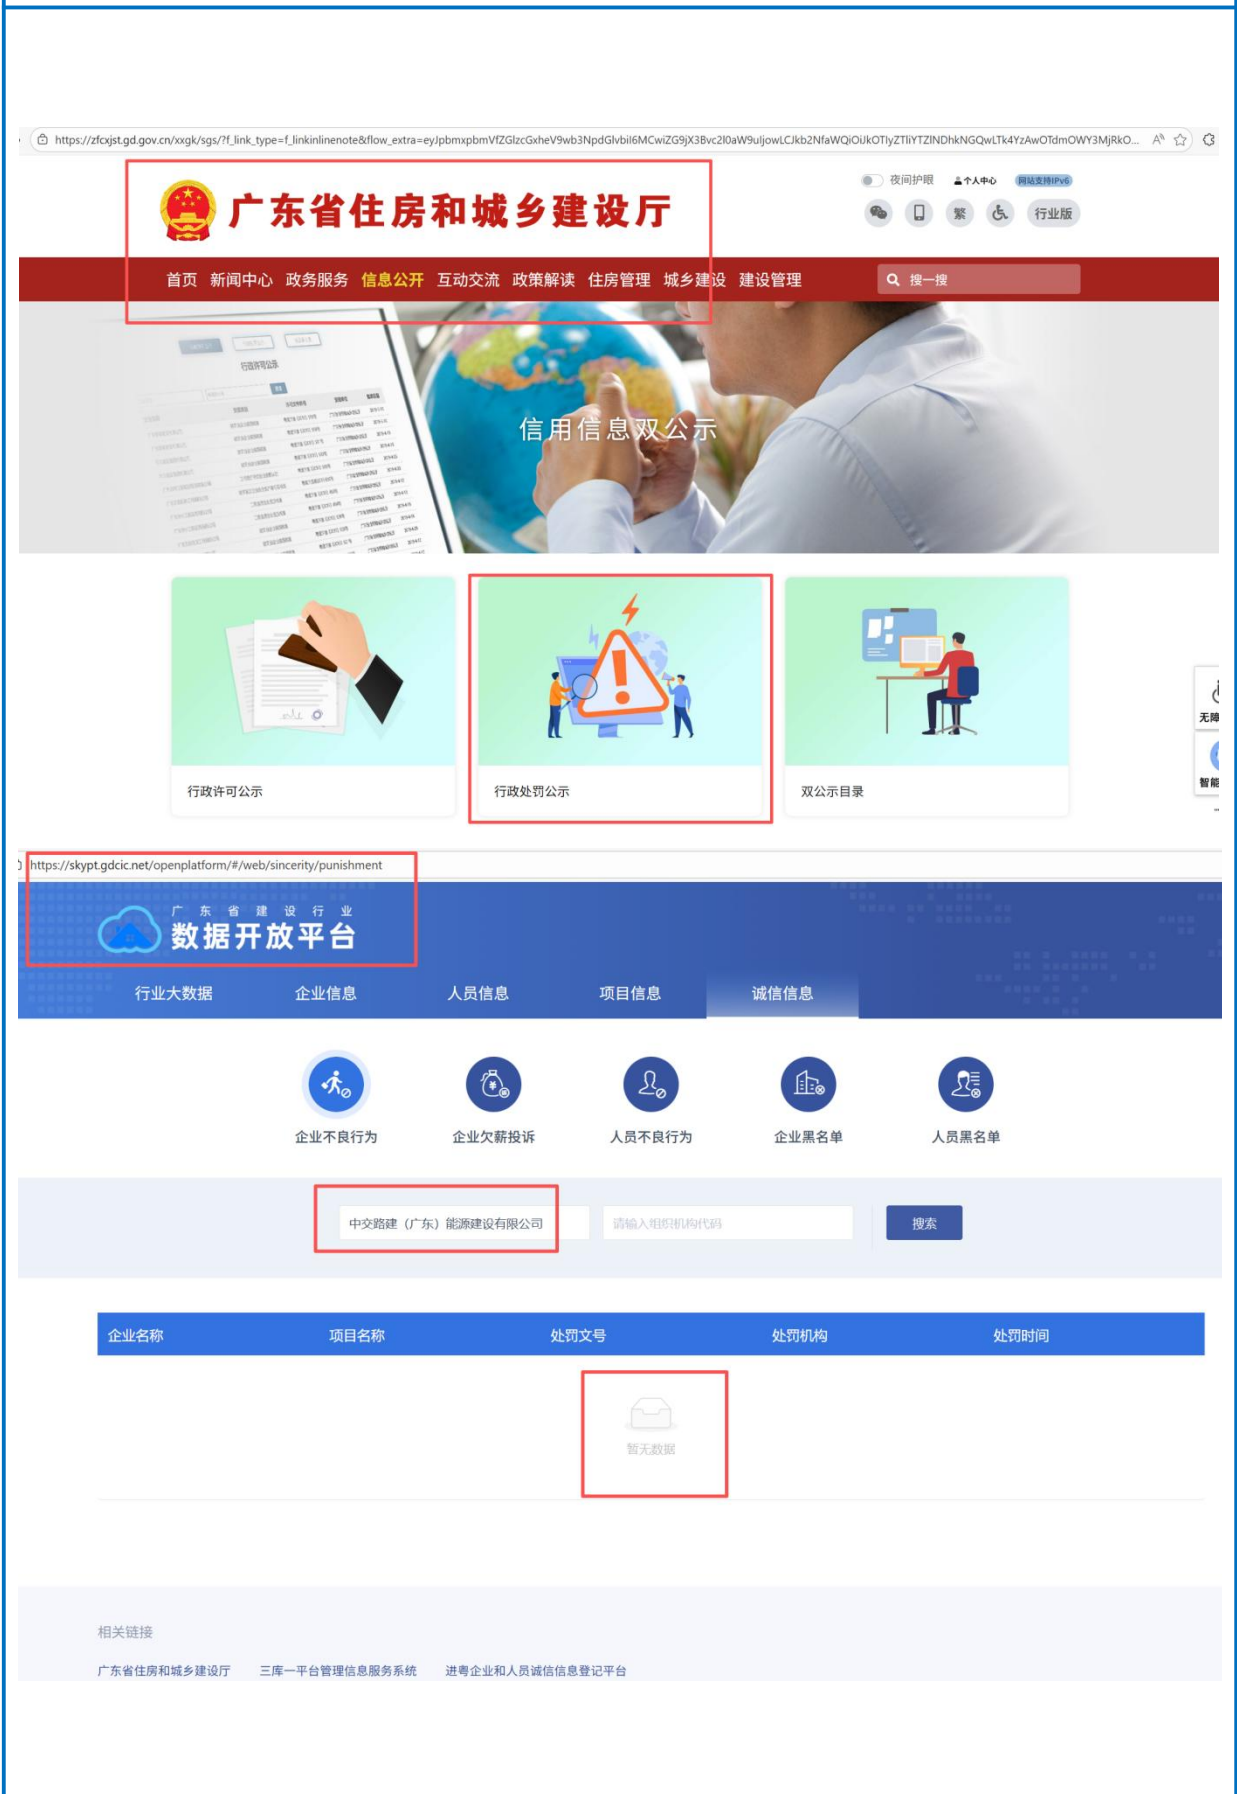 https://zfcxjst.gd.gov.cn/xxgk/sgs/?f_link_type=f_linkinlinenote&flow_extra=eyJpbmxpbmVfZGlzcGxheV9wb3NpdGlvbiI6MCwiZG9jX3Bvc2l0aW9uIjowLCJkb2NfaWQiOiJkOTIyZTliYTZlNDhkNGQwLTk4YzAwOTdmOWY3MjRkO...
广东省住房和城乡建设厅
夜间护眼 个人中心 网站支持IPv6
繁 行业版
首页 新闻中心 政务服务 信息公开 互动交流 政策解读 住房管理 城乡建设 建设管理 搜一搜
行政许可公示
信用信息双公示
无障
智能
行政许可公示 行政处罚公示 双公示目录
https://skypt.gdcic.net/openplatform/#/web/sincerity/punishment
广东省建设行业
数据开放平台
行业大数据 企业信息 人员信息 项目信息 诚信信息
企业不良行为 企业欠薪投诉 人员不良行为 企业黑名单 人员黑名单
中交路建（广东）能源建设有限公司 请输入组织机构代码 搜索
企业名称 项目名称 处罚文号 处罚机构 处罚时间
暂无数据
相关链接
广东省住房和城乡建设厅 三库一平台管理信息服务系统 进粤企业和人员诚信信息登记平台